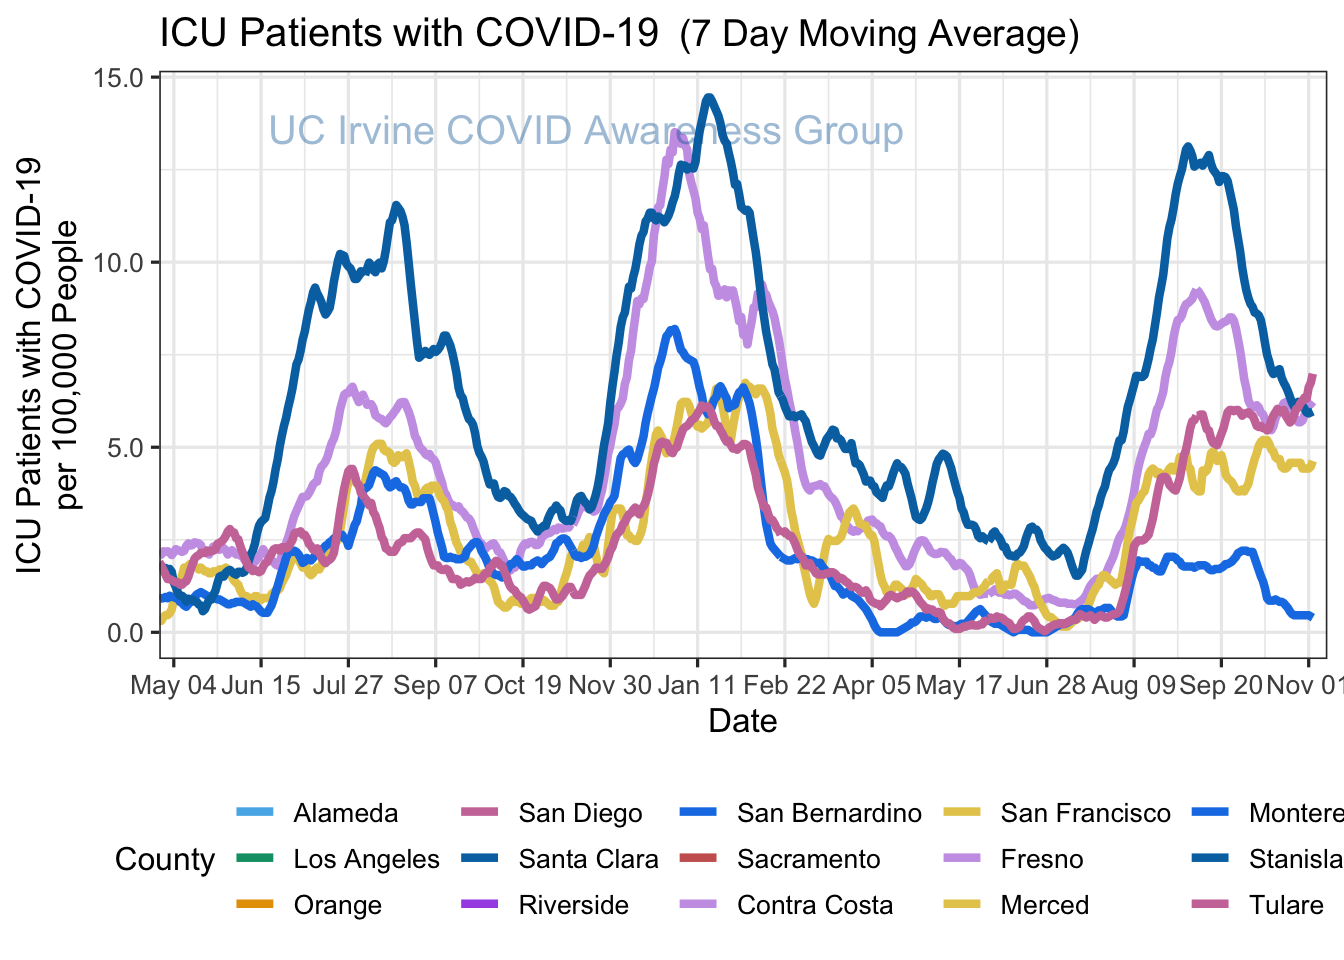 ICU Patients with COVID-19 (7 Day Moving Average)
UC Irvine COVID Awareness Group
ICU Patients with COVID-19
per 100,000 People
15.0
10.0
5.0
0.0
May 04 Jun 15 Jul 27 Sep 07 Oct 19 Nov 30 Jan 11 Feb 22 Apr 05 May 17 Jun 28 Aug 09 Sep 20 Nov 01
Date
County
Alameda San Diego San Bernardino San Francisco Montere
Los Angeles Santa Clara Sacramento Fresno Stanisla
Orange Riverside Contra Costa Merced Tulare